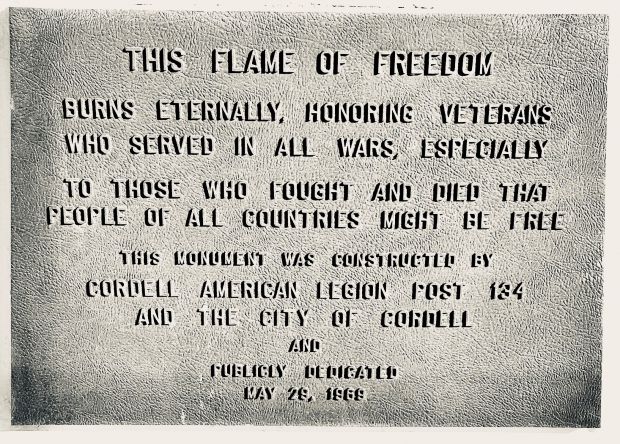 THIS FLAME OF FREEDOM
BURNS ETERNALLY, HONORING VETERANS
WHO SERVED IN ALL WARS, ESPECIALLY
TO THOSE WHO FOUGHT AND DIED THAT
PEOPLE OF ALL COUNTRIES MIGHT BE FREE
THIS MONUMENT WAS CONSTRUCTED BY
CORDELL AMERICAN LEGION POST 134
AND THE CITY OF CORDELL
AND
PUBLICLY DEDICATED
MAY 29, 1969